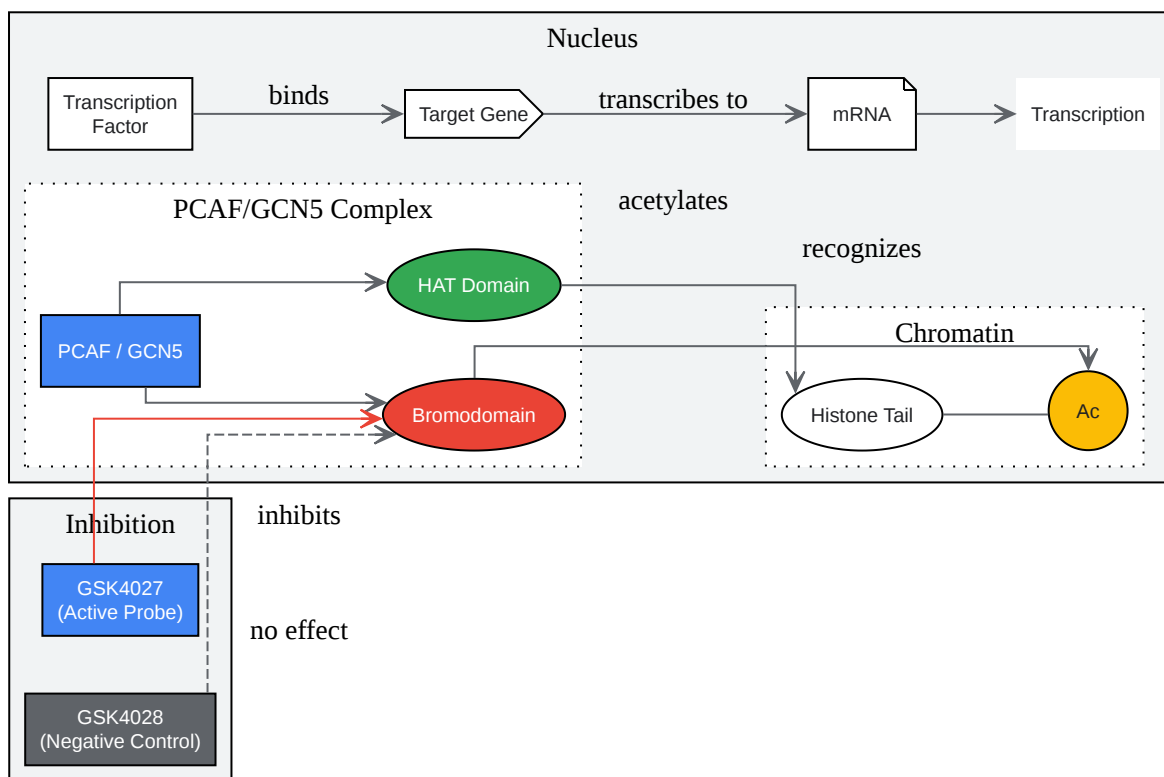 Nucleus
Transcription
Factor
binds
Target Gene
transcribes to
mRNA
Transcription
PCAF/GCN5 Complex
acetylates
recognizes
HAT Domain
PCAF / GCN5
Chromatin
Bromodomain
Histone Tail
Ac
Inhibition
inhibits
GSK4027
(Active Probe)
no effect
GSK4028
(Negative Control)